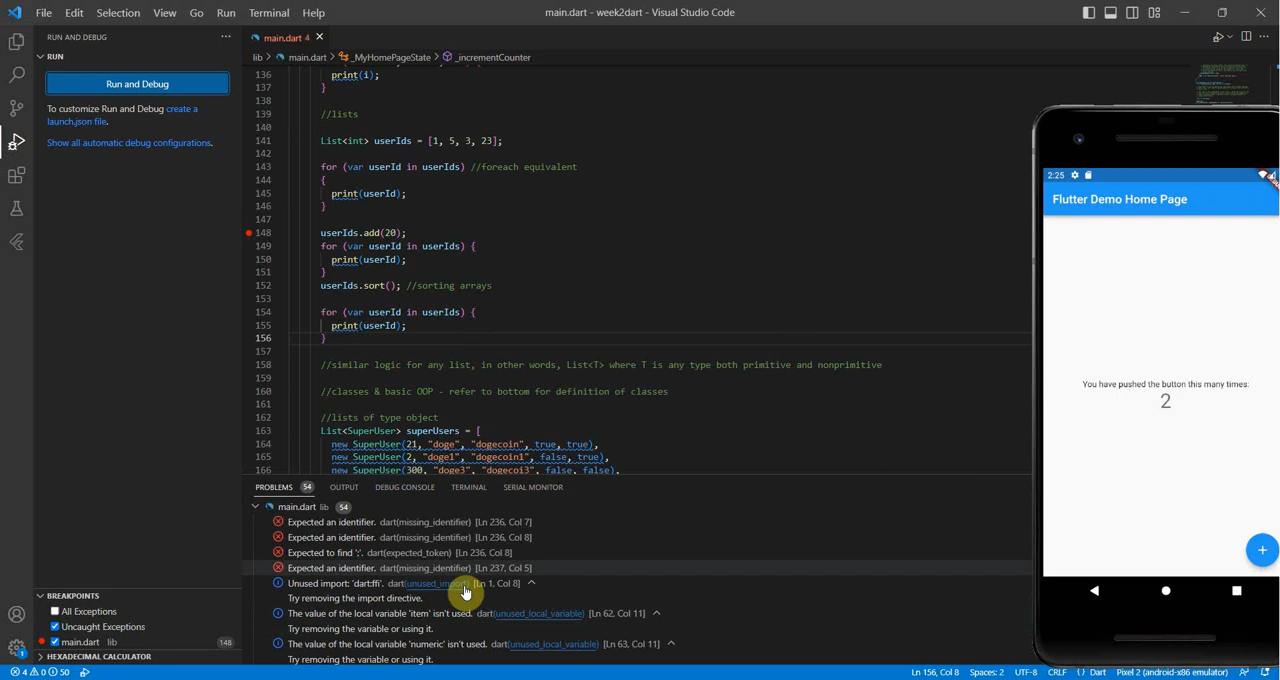 File Edit Selection View Go Run Terminal Help
main.dart - week2dart - Visual Studio Code
RUN AND DEBUG ...
RUN
Run and Debug
To customize Run and Debug create a
launch.json file.
Show all automatic debug configurations.
main.dart 4
lib > main.dart > _MyHomePageState > _incrementCounter
136 print(i);
137 }
138
139 //lists
140
141 List<int> userIds = [1, 5, 3, 23];
142
143 for (var userId in userIds) //foreach equivalent
144 {
145 print(userId);
146 }
147
148 userIds.add(20);
149 for (var userId in userIds) {
150 print(userId);
151 }
152 userIds.sort(); //sorting arrays
153
154 for (var userId in userIds) {
155 print(userId);
156 }
157
158 //similar logic for any list, in other words, List<T> where T is any type both primitive and nonprimitive
159
160 //classes & basic OOP - refer to bottom for definition of classes
161
162 //lists of type object
163 List<SuperUser> superUsers = [
164 new SuperUser(21, "doge", "dogecoin", true, true),
165 new SuperUser(2, "doge1", "dogecoin1", false, true),
166 new SuperUser(300, "doge3", "dogecoi3", false, false),
PROBLEMS 54 OUTPUT DEBUG CONSOLE TERMINAL SERIAL MONITOR
main.dart lib 54
Expected an identifier. dart(missing_identifier) [Ln 236, Col 7]
Expected an identifier. dart(missing_identifier) [Ln 236, Col 8]
Expected to find ';'. dart(expected_token) [Ln 236, Col 8]
Expected an identifier. dart(missing_identifier) [Ln 237, Col 5]
Unused import: 'dart:ffi'. dart(unused_import) [Ln 1, Col 8]
Try removing the import directive.
The value of the local variable 'item' isn't used. dart(unused_local_variable) [Ln 62, Col 11]
Try removing the variable or using it.
The value of the local variable 'numeric' isn't used. dart(unused_local_variable) [Ln 63, Col 11]
Try removing the variable or using it.
BREAKPOINTS
All Exceptions
Uncaught Exceptions
main.dart lib 148
HEXADECIMAL CALCULATOR
4 0 50
Ln 156, Col 8 Spaces: 2 UTF-8 CRLF {} Dart Pixel 2 (android-x86 emulator)
2:25
Flutter Demo Home Page
You have pushed the button this many times:
2
+